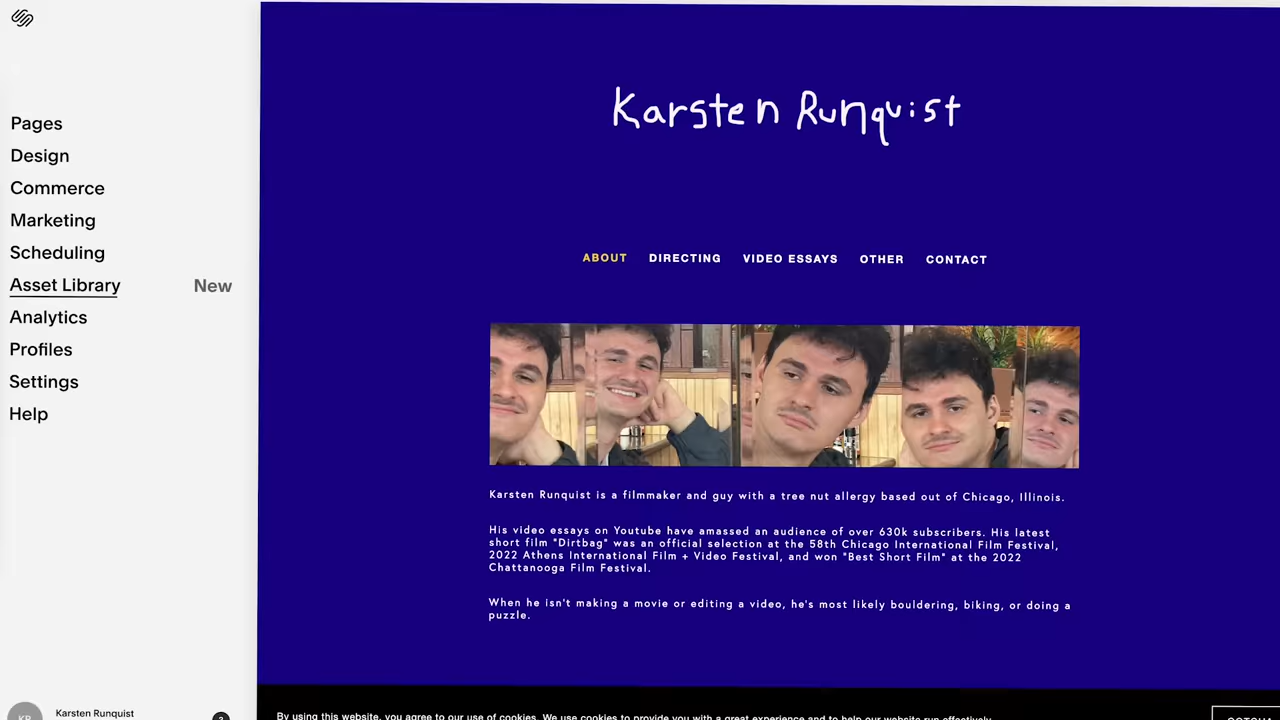 Pages
Design
Commerce
Marketing
Scheduling
Asset Library New
Analytics
Profiles
Settings
Help
KR
Karsten Runquist
Karsten Runquist
ABOUT DIRECTING VIDEO ESSAYS OTHER CONTACT
Karsten Runquist is a filmmaker and guy with a tree nut allergy based out of Chicago, Illinois.
His video essays on Youtube have amassed an audience of over 630k subscribers. His latest
short film "Dirtbag" was an official selection at the 58th Chicago International Film Festival,
2022 Athens International Film + Video Festival, and won "Best Short Film" at the 2022
Chattanooga Film Festival.
When he isn't making a movie or editing a video, he's most likely bouldering, biking, or doing a
puzzle.
By using this website, you agree to our use of cookies. We use cookies to provide you with a great experience and to help our website run effectively.